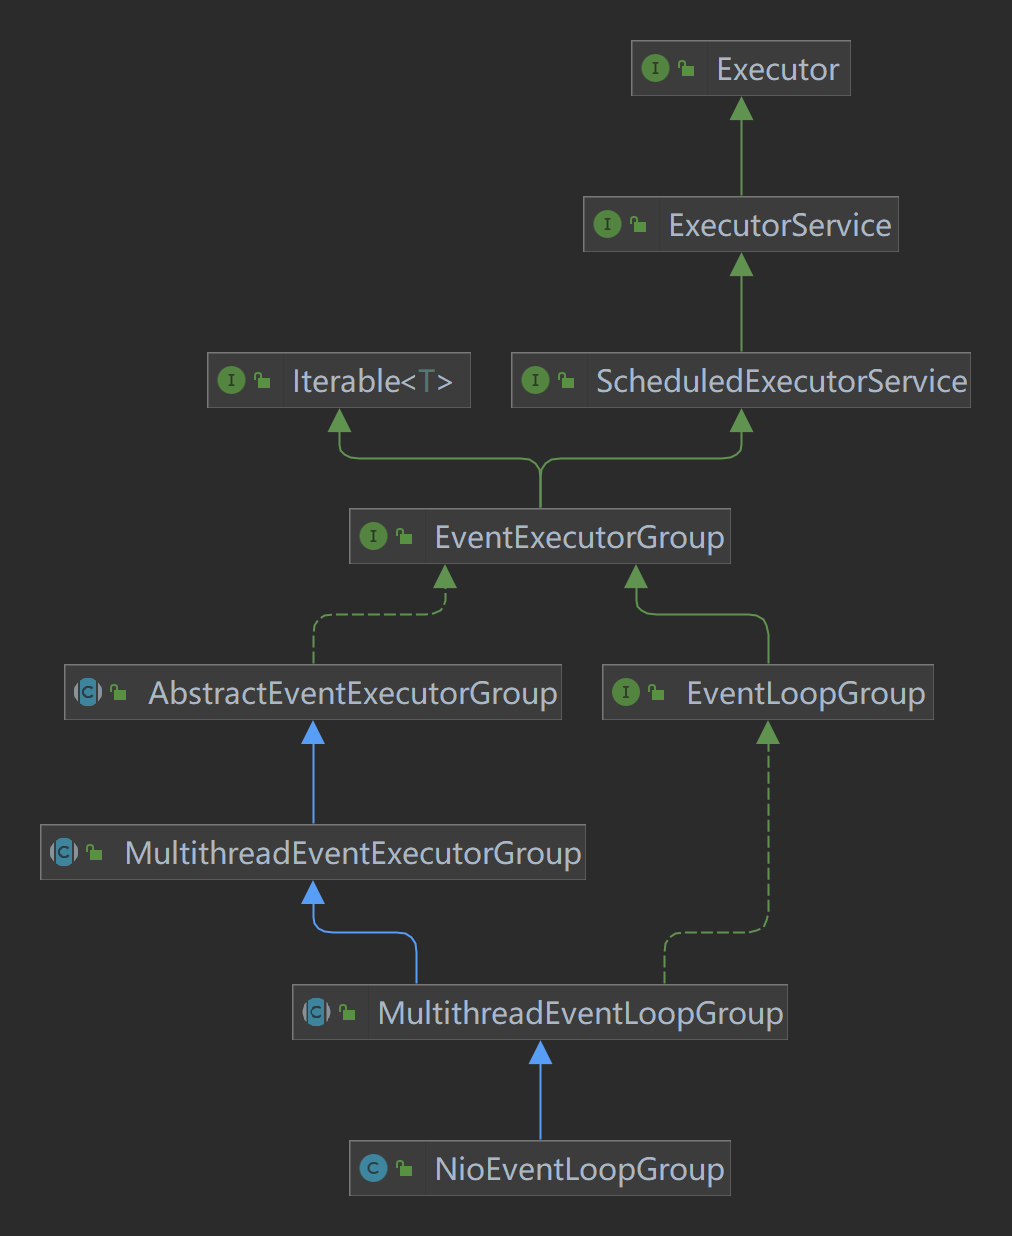 Executor
ExecutorService
Iterable<T>
ScheduledExecutorService
EventExecutorGroup
AbstractEventExecutorGroup
EventLoopGroup
MultithreadEventExecutorGroup
MultithreadEventLoopGroup
NioEventLoopGroup